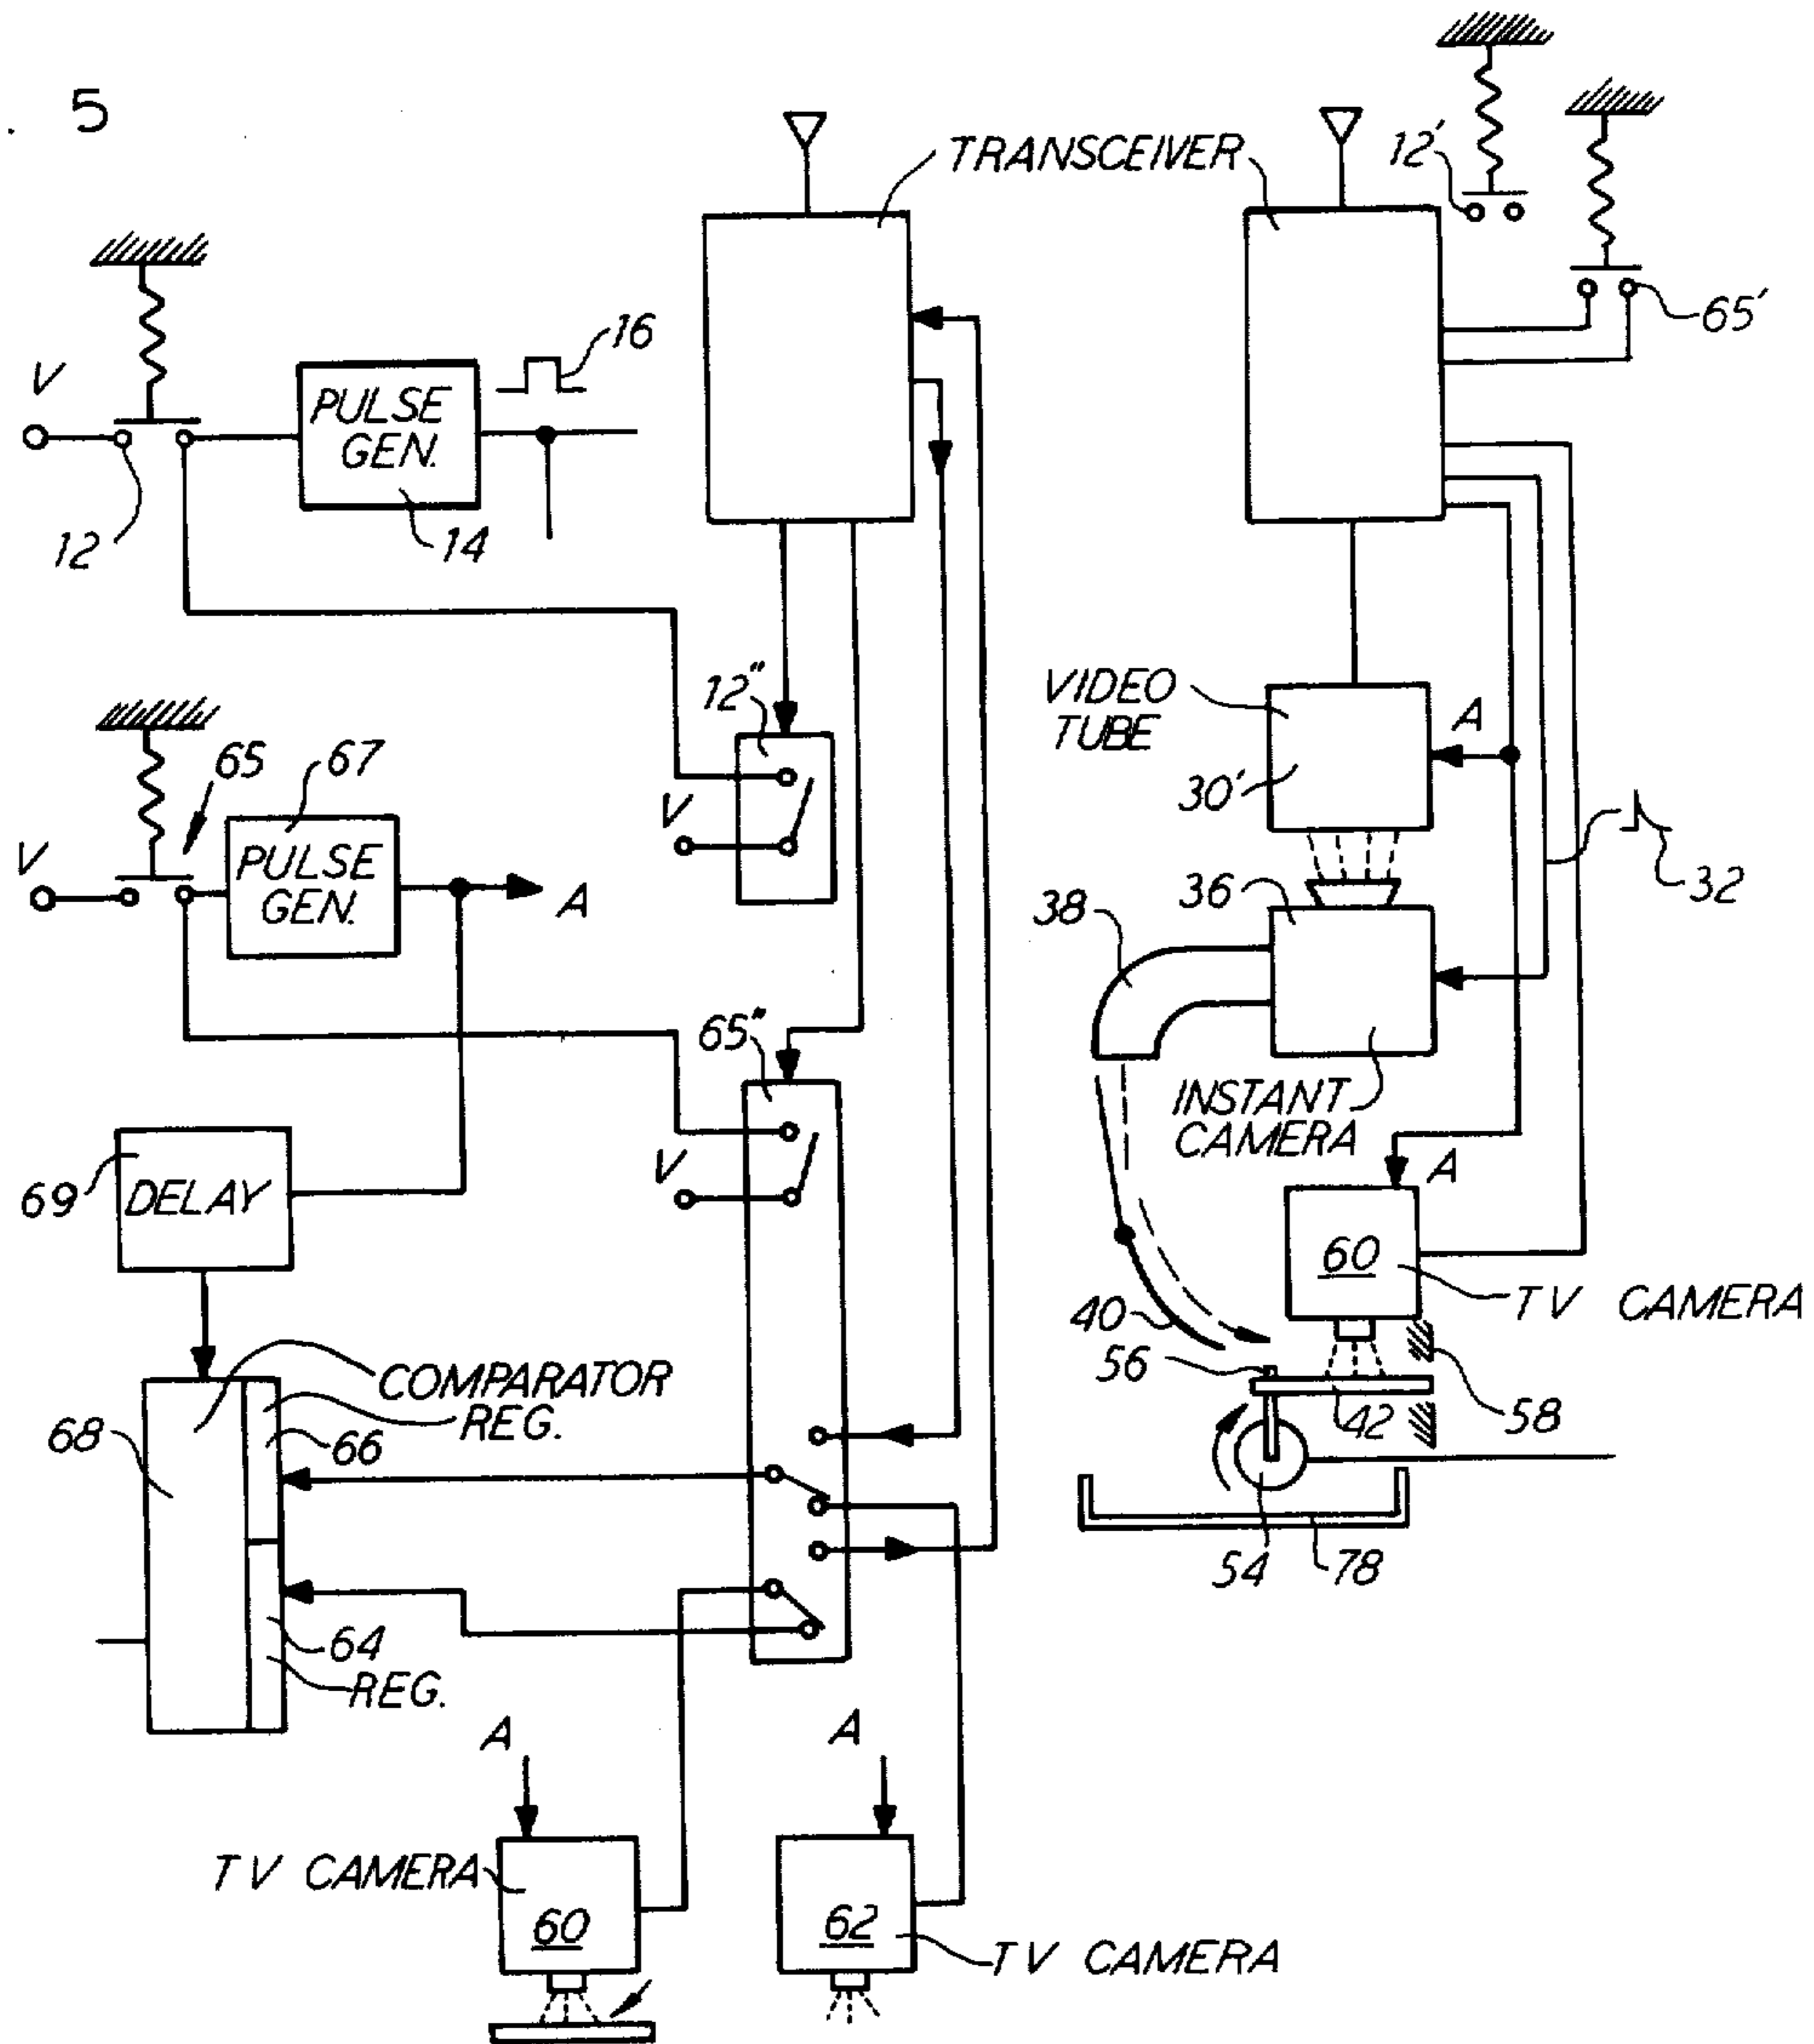 . 5
TRANSCEIVER
12'
65'
V
PULSE
GEN.
16
12
14
12"
V
VIDEO
TUBE
30'
A
32
65
67
V
PULSE
GEN.
A
38
36
65"
V
INSTANT
CAMERA
A
69
DELAY
60
TV CAMERA
40
56
42
58
COMPARATOR
REG.
68
66
54
78
64
REG.
A
A
TV CAMERA
60
62
TV CAMERA